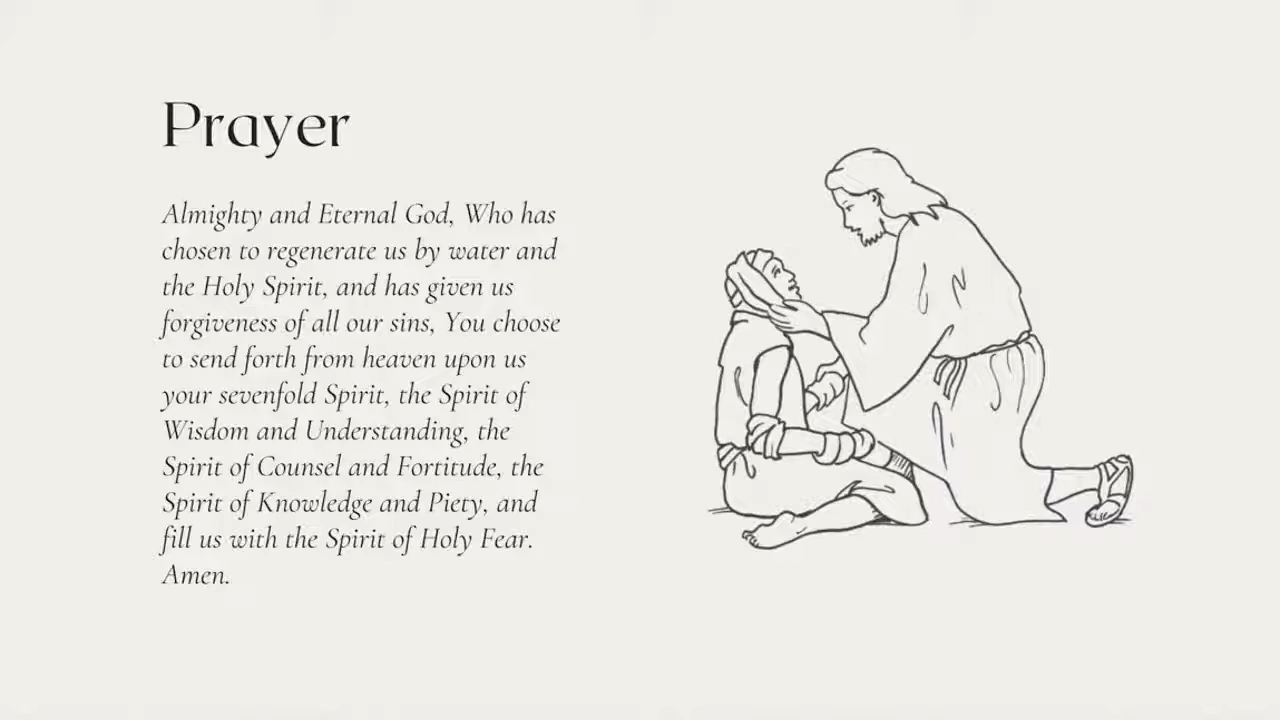 Prayer
Almighty and Eternal God, Who has
chosen to regenerate us by water and
the Holy Spirit, and has given us
forgiveness of all our sins, You choose
to send forth from heaven upon us
your sevenfold Spirit, the Spirit of
Wisdom and Understanding, the
Spirit of Counsel and Fortitude, the
Spirit of Knowledge and Piety, and
fill us with the Spirit of Holy Fear.
Amen.